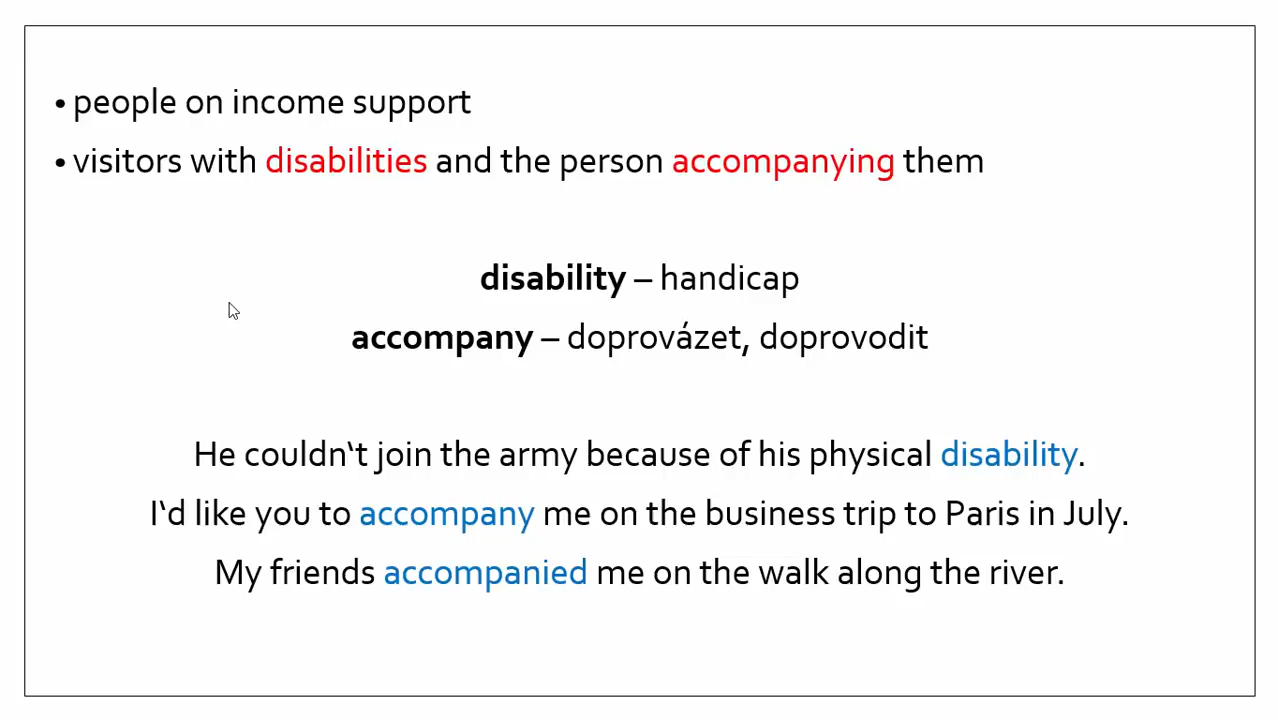 • people on income support
• visitors with disabilities and the person accompanying them
disability – handicap
accompany – doprovázet, doprovodit
He couldn‘t join the army because of his physical disability.
I‘d like you to accompany me on the business trip to Paris in July.
My friends accompanied me on the walk along the river.